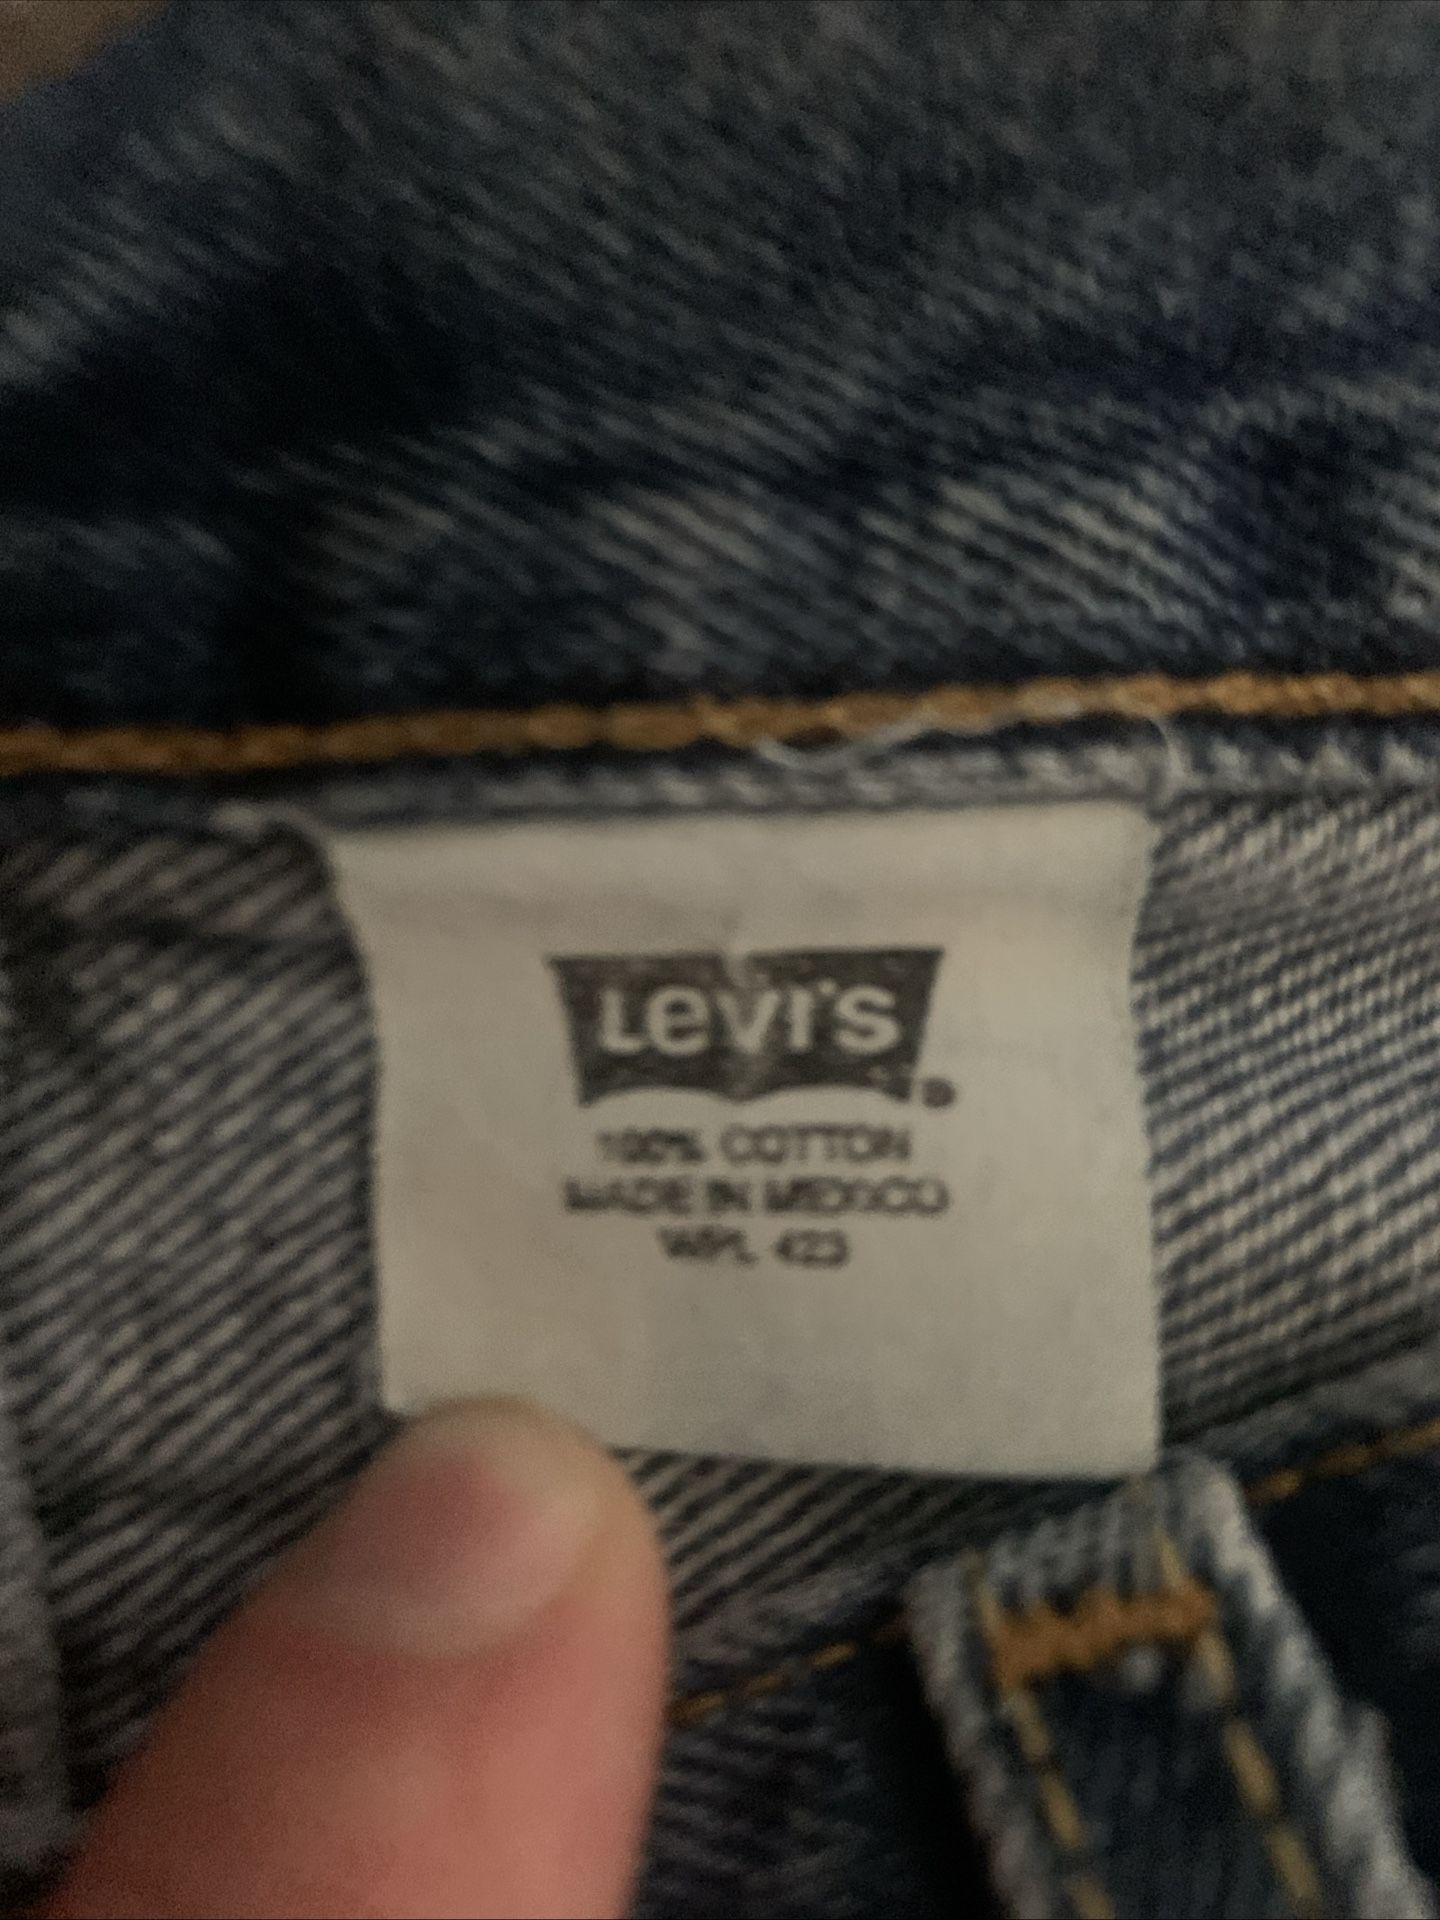 LEVI'S
®
100% COTTON
MADE IN MEXICO
WPL 423